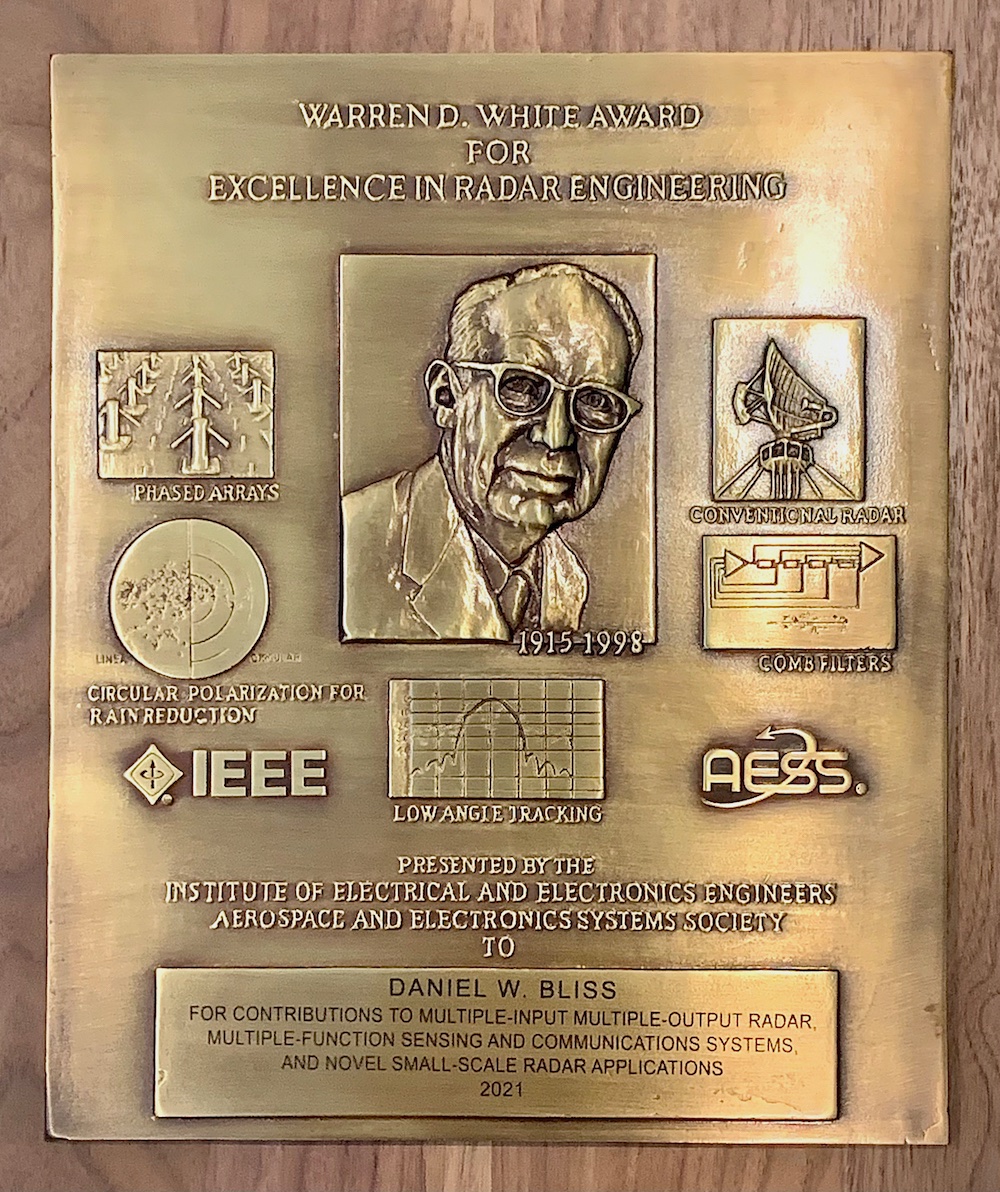 WARREN D. WHITE AWARD
FOR
EXCELLENCE IN RADAR ENGINEERING
PHASED ARRAYS
CONVENTIONAL RADAR
1915-1998
LINEAR
CIRCULAR
COMB FILTERS
CIRCULAR POLARIZATION FOR
RAIN REDUCTION
IEEE
AESS
LOW ANGLE TRACKING
PRESENTED BY THE
INSTITUTE OF ELECTRICAL AND ELECTRONICS ENGINEERS
AEROSPACE AND ELECTRONICS SYSTEMS SOCIETY
TO
DANIEL W. BLISS
FOR CONTRIBUTIONS TO MULTIPLE-INPUT MULTIPLE-OUTPUT RADAR,
MULTIPLE-FUNCTION SENSING AND COMMUNICATIONS SYSTEMS,
AND NOVEL SMALL-SCALE RADAR APPLICATIONS
2021